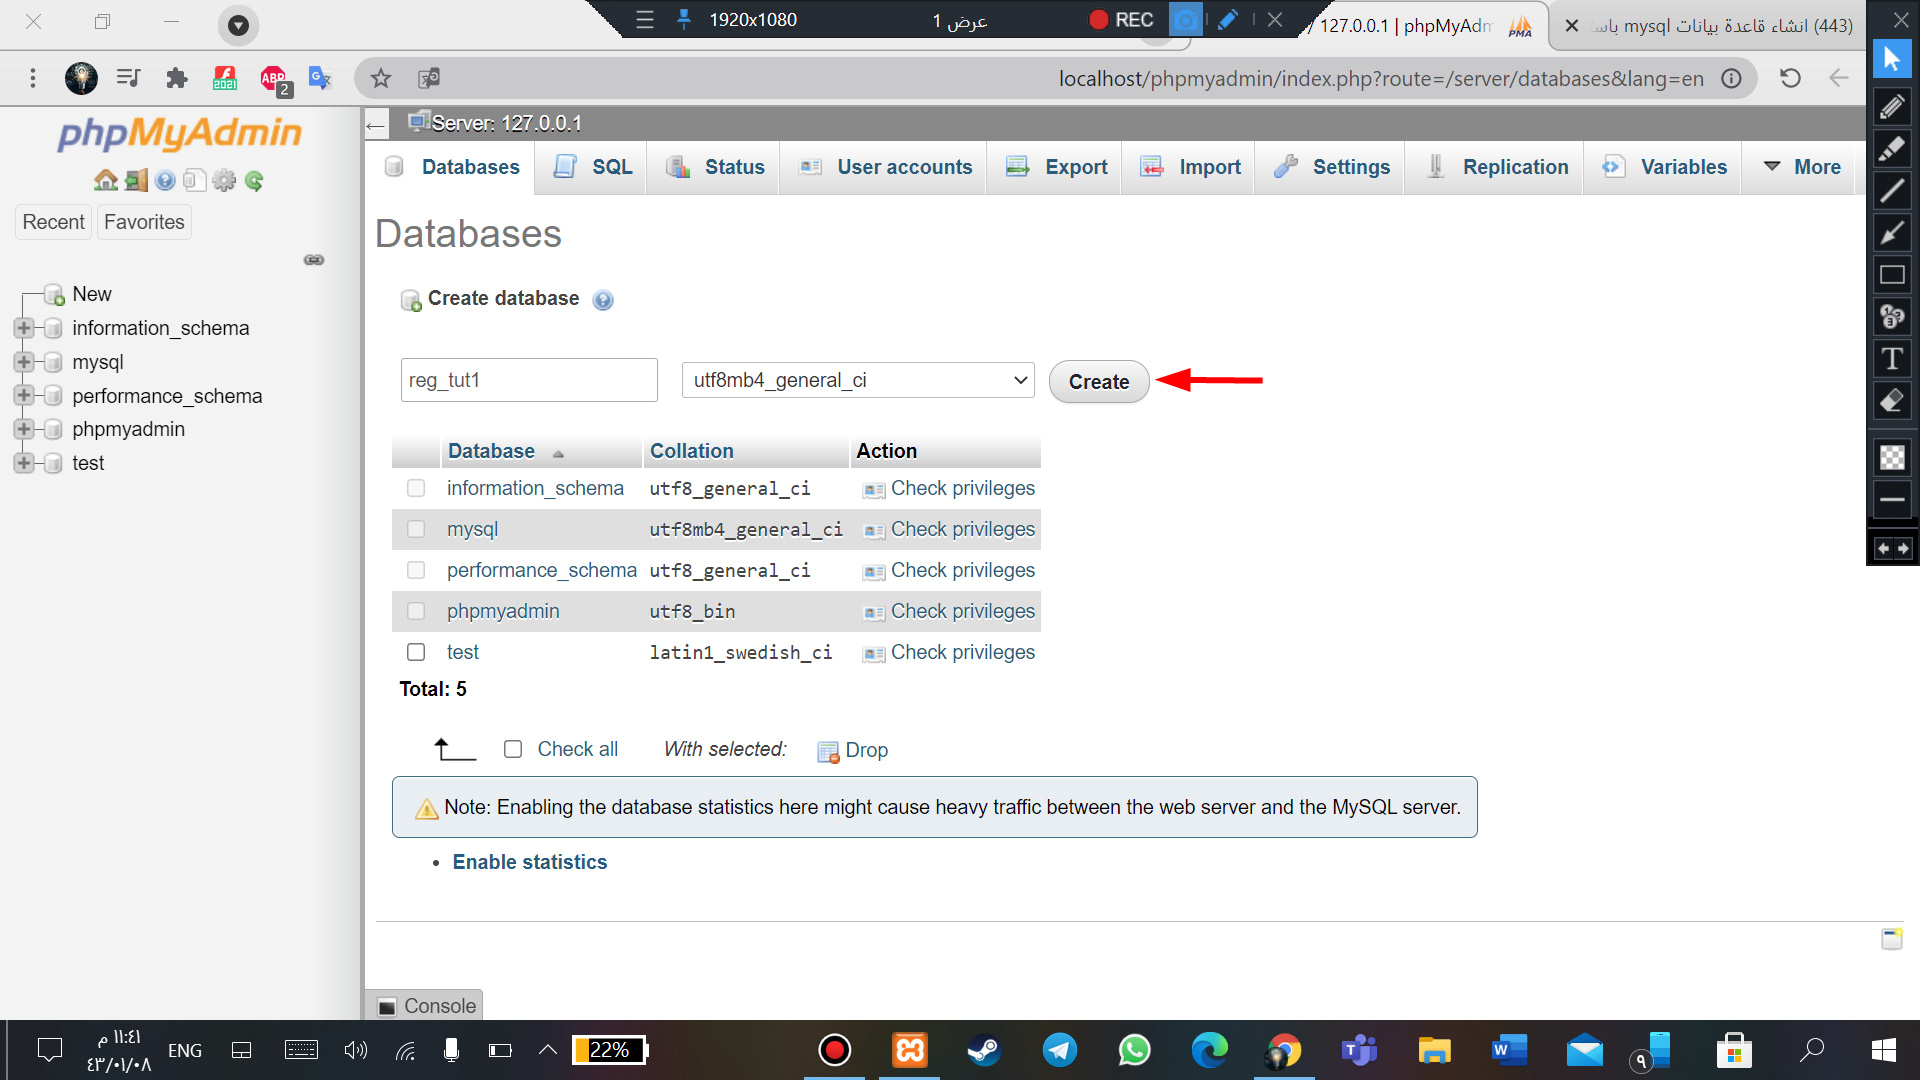 1920x1080
عرض 1
REC
/ 127.0.0.1 | phpMyAdm
PMA
(443) انشاء قاعدة بيانات mysql باس
localhost/phpmyadmin/index.php?route=/server/databases&lang=en
ABP
2
phpMyAdmin
Recent
Favorites
New
information_schema
mysql
performance_schema
phpmyadmin
test
Server: 127.0.0.1
Databases
SQL
Status
User accounts
Export
Import
Settings
Replication
Variables
More
Databases
Create database
reg_tut1
utf8mb4_general_ci
Create
Database
Collation
Action
information_schema utf8_general_ci Check privileges
mysql utf8mb4_general_ci Check privileges
performance_schema utf8_general_ci Check privileges
phpmyadmin utf8_bin Check privileges
test latin1_swedish_ci Check privileges
Total: 5
Check all
With selected:
Drop
Note: Enabling the database statistics here might cause heavy traffic between the web server and the MySQL server.
• Enable statistics
Console
١١:٤١ م
٤٣/٠١/٠٨
ENG
22%
٩